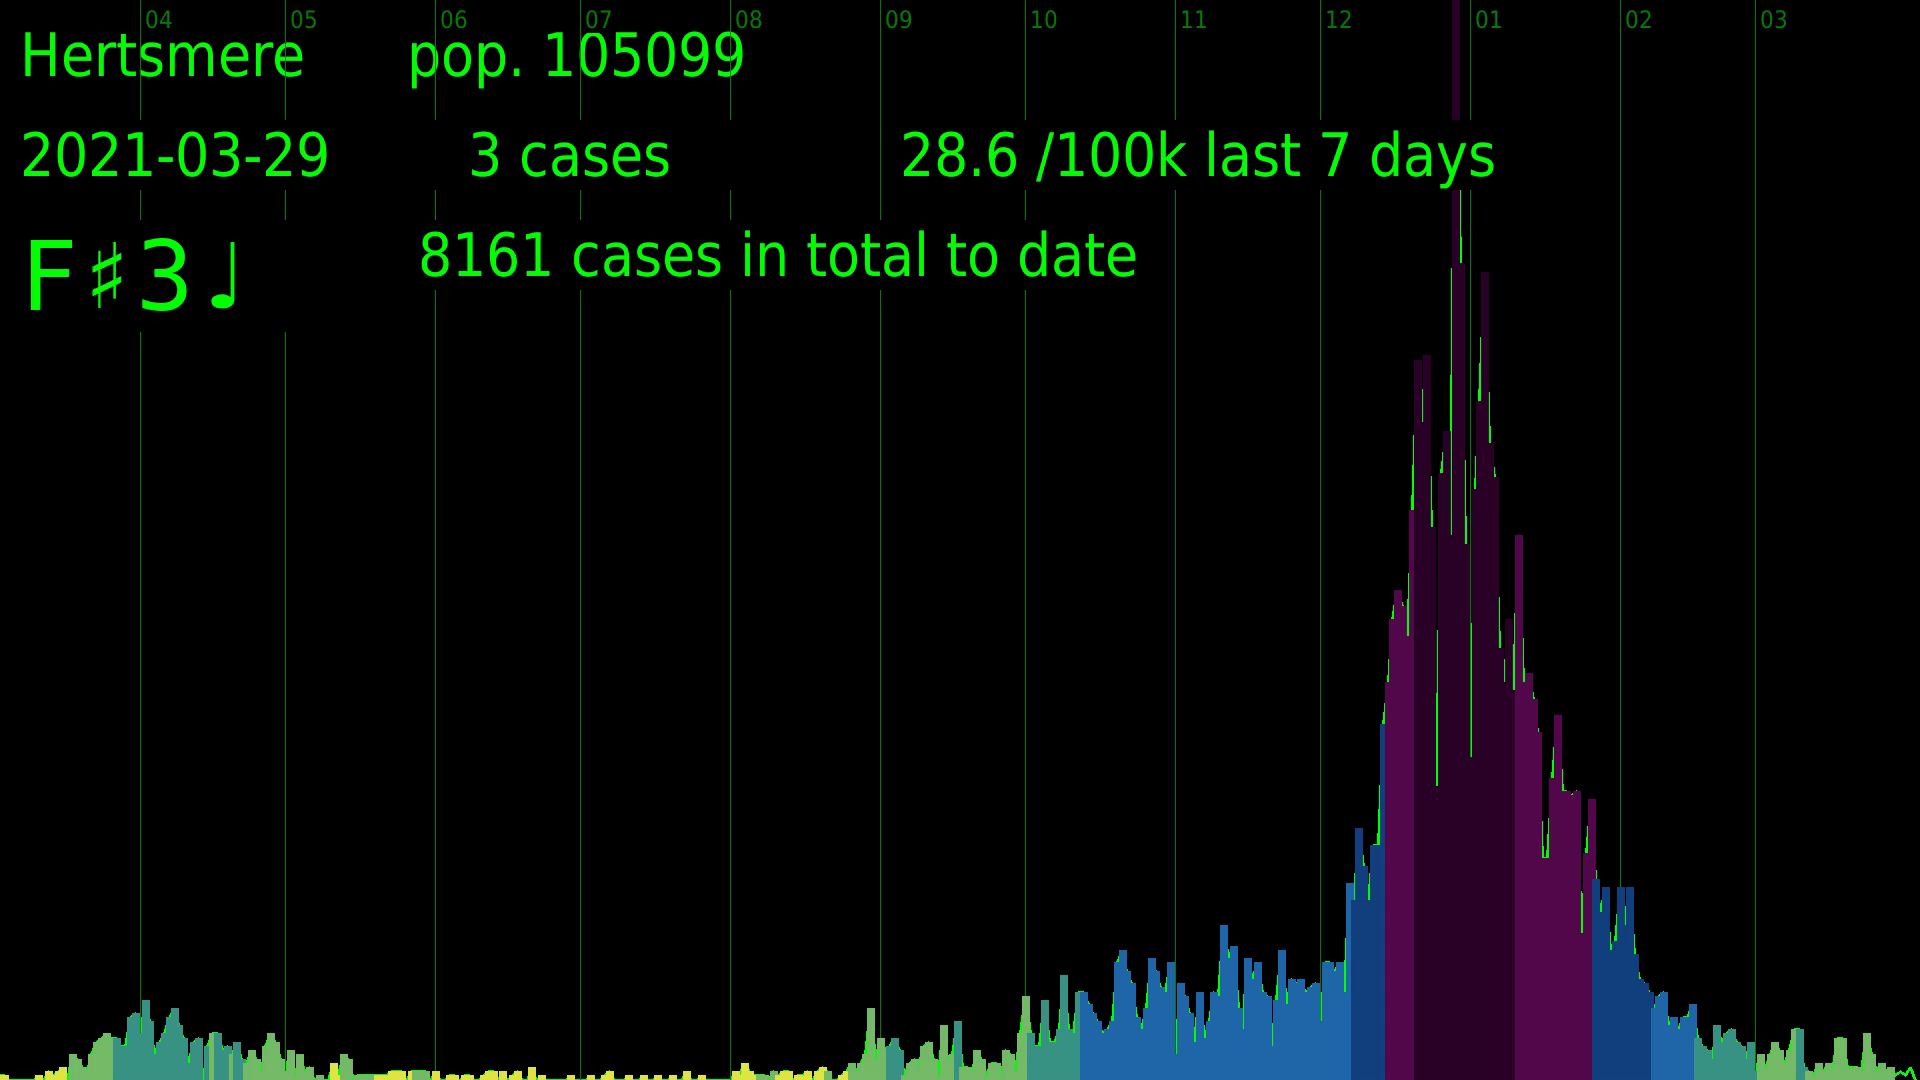 04 05 06 07 08 09 10 11 12 01 02 03
Hertsmere pop. 105099
2021-03-29 3 cases 28.6 /100k last 7 days
F♯3♩ 8161 cases in total to date